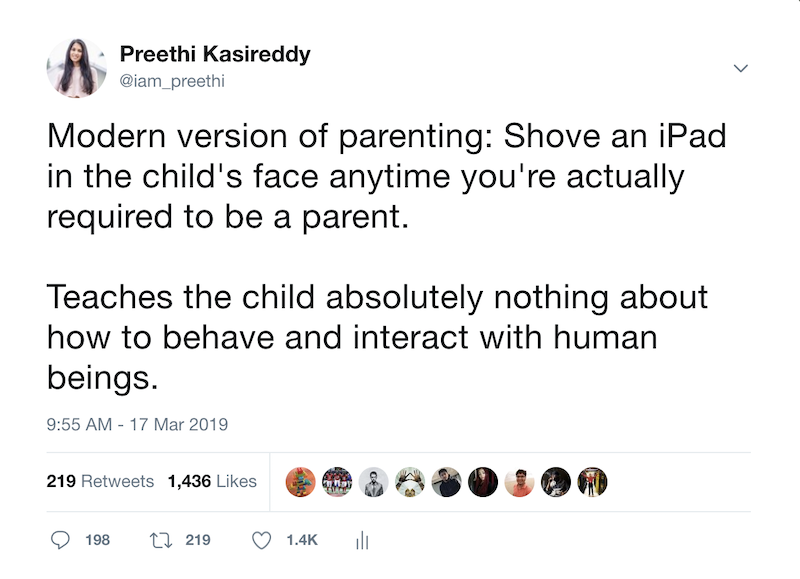 Preethi Kasireddy
@iam_preethi
Modern version of parenting: Shove an iPad
in the child's face anytime you're actually
required to be a parent.
Teaches the child absolutely nothing about
how to behave and interact with human
beings.
9:55 AM - 17 Mar 2019
219 Retweets 1,436 Likes
198 219 1.4K